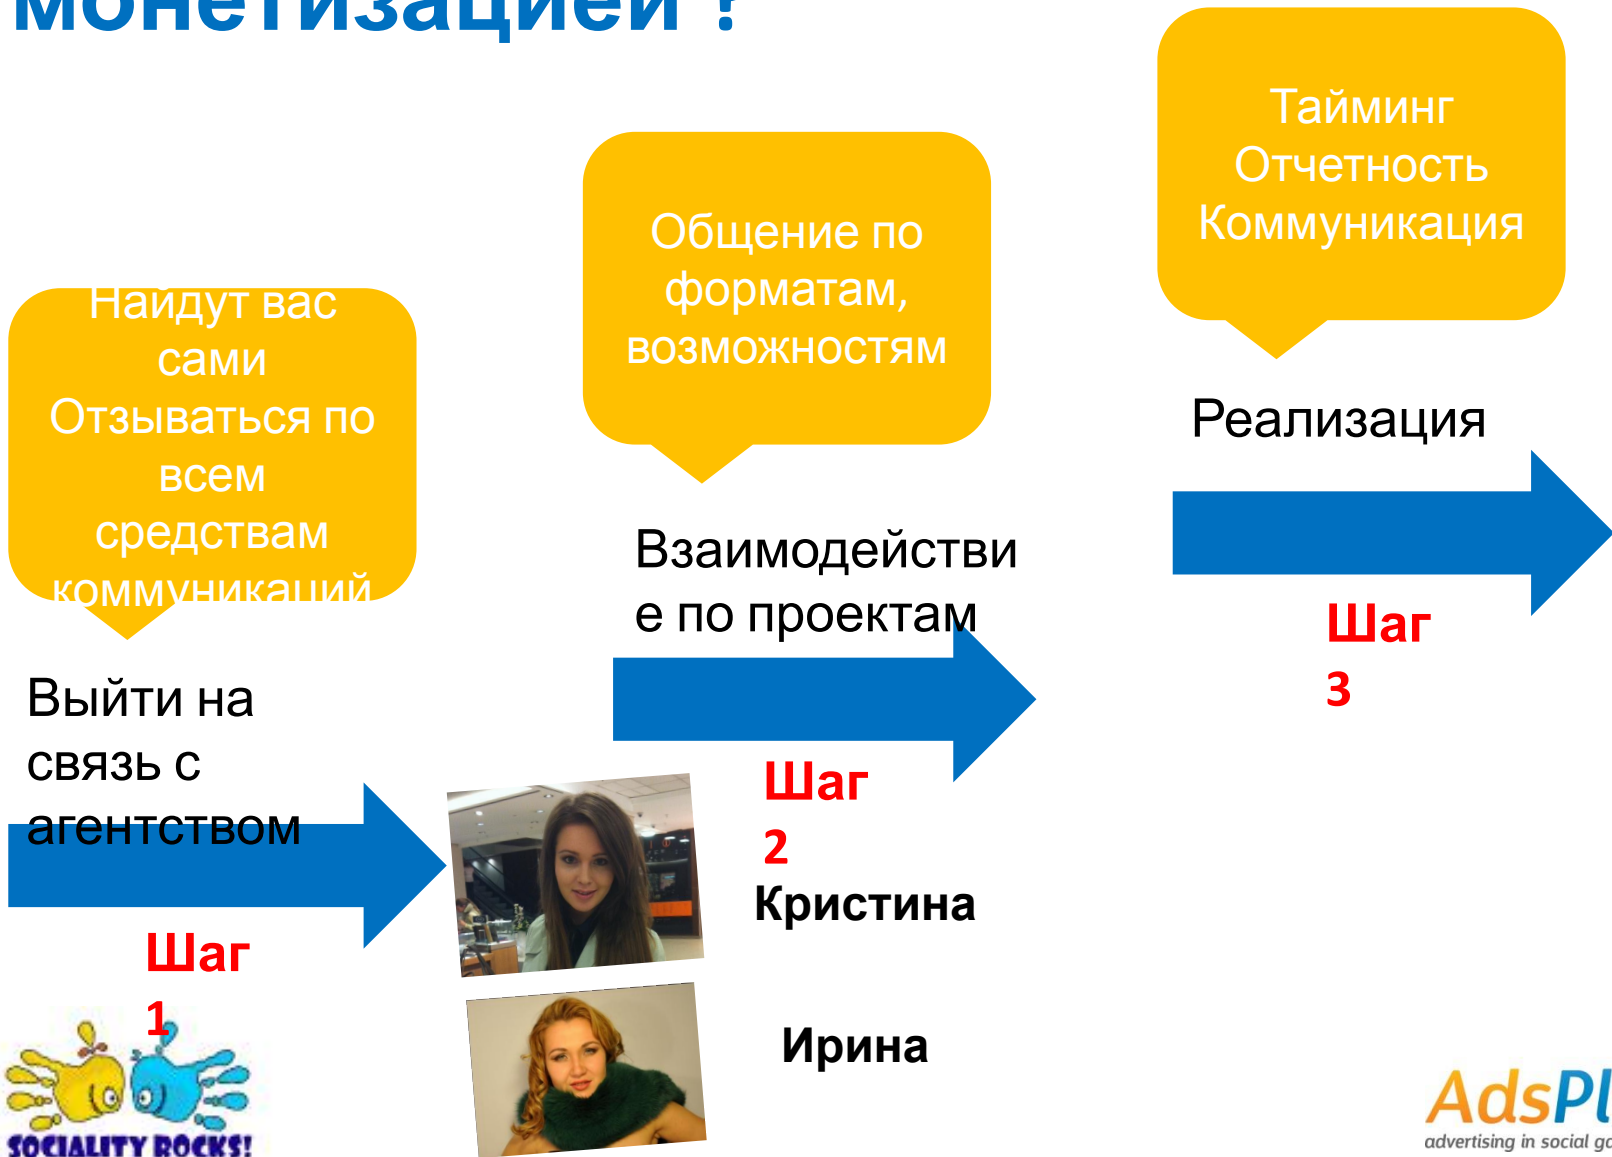 монетизацией ?
Тайминг
Отчетность
Коммуникация
Общение по
форматам,
возможностям
Найдут вас
сами
Отзываться по
всем
средствам
коммуникаций
Реализация
Взаимодействи
е по проектам
Шаг
3
Выйти на
связь с
агентством
Шаг
2
Кристина
Шаг
1
Ирина
SOCIALITY ROCKS!
AdsPl
advertising in social ga